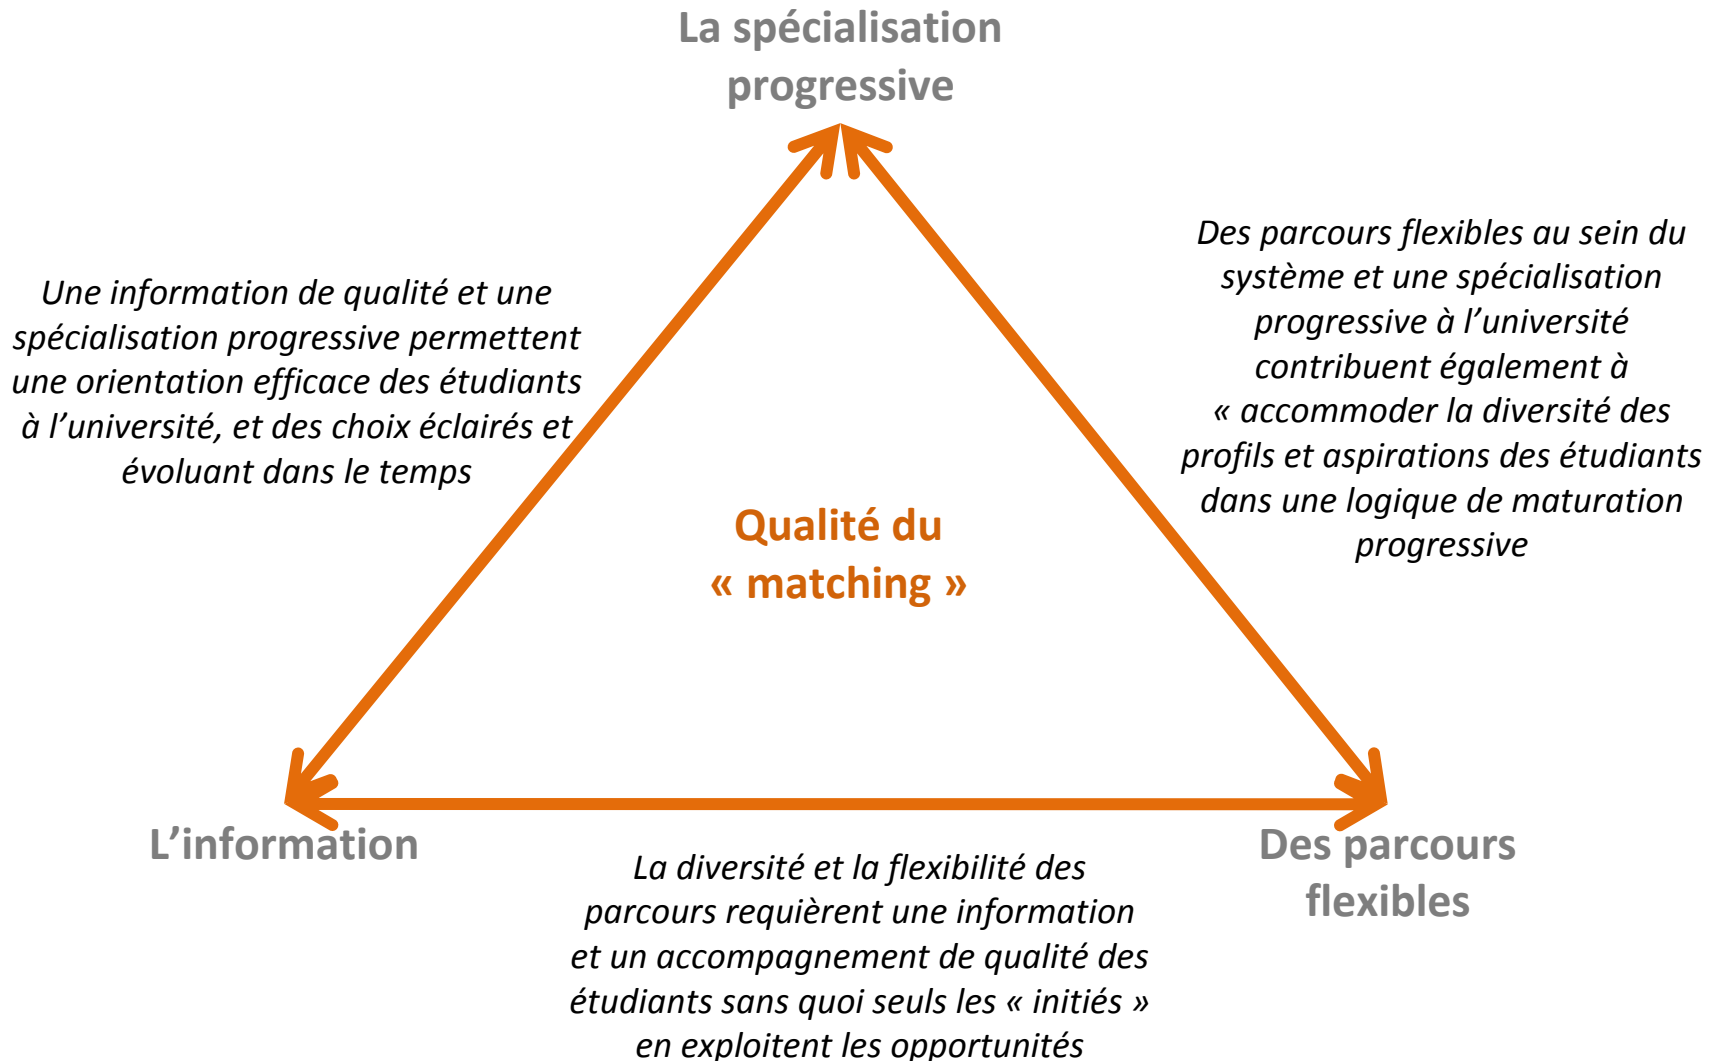 La spécialisation
progressive
Une information de qualité et une
spécialisation progressive permettent
une orientation efficace des étudiants
à l’université, et des choix éclairés et
évoluant dans le temps
Des parcours flexibles au sein du
système et une spécialisation
progressive à l’université
contribuent également à
« accommoder la diversité des
profils et aspirations des étudiants
dans une logique de maturation
progressive
Qualité du
« matching »
L’information
Des parcours
flexibles
La diversité et la flexibilité des
parcours requièrent une information
et un accompagnement de qualité des
étudiants sans quoi seuls les « initiés »
en exploitent les opportunités